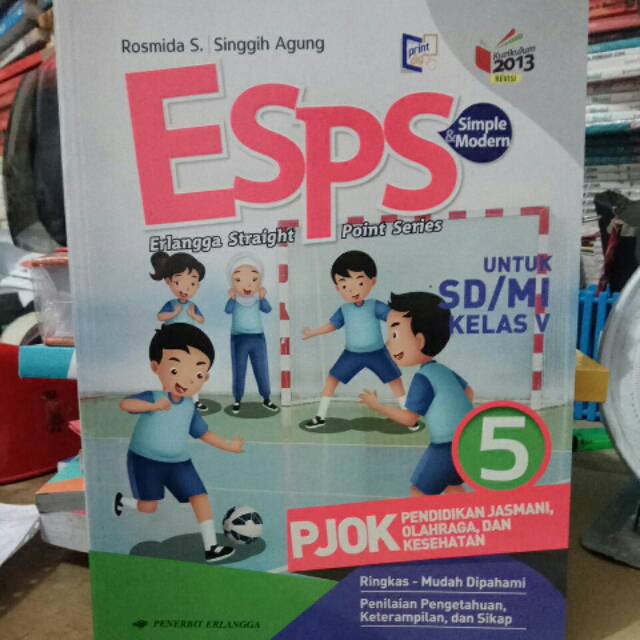 Rosmida S. | Singgih Agung
print
Kurikulum
2013
REVISI
ESPS
Simple
&Modern
Erlangga Straight Point Series
UNTUK
SD/MI
KELAS V
5
PJOK
PENDIDIKAN JASMANI,
OLAHRAGA, DAN
KESEHATAN
Ringkas - Mudah Dipahami
Penilaian Pengetahuan,
Keterampilan, dan Sikap
PENERBIT ERLANGGA